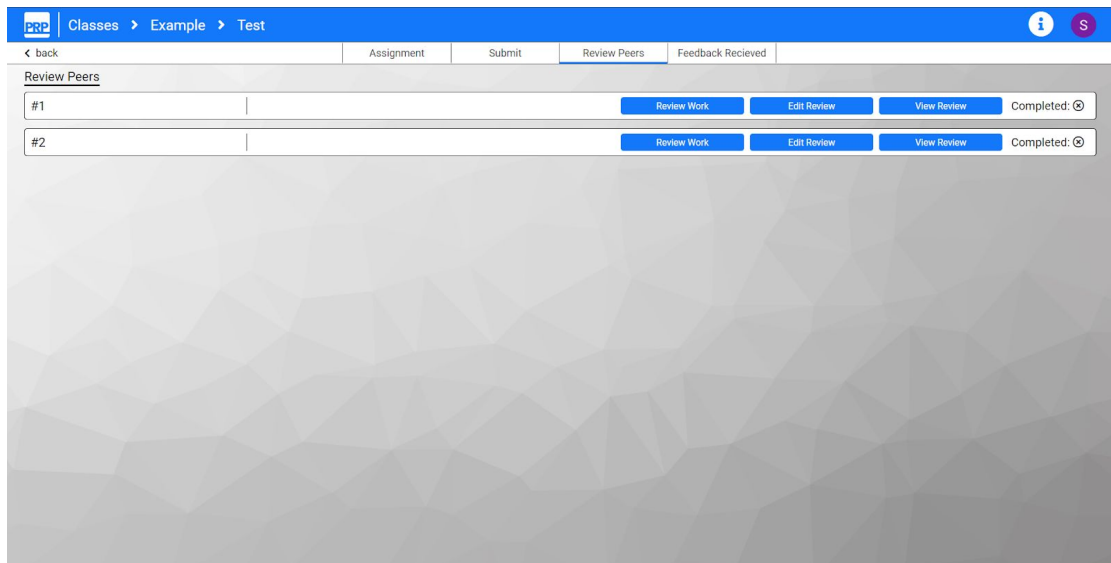 PRP Classes > Example > Test i S
< back Assignment Submit Review Peers Feedback Recieved
Review Peers
#1 Review Work Edit Review View Review Completed:
#2 Review Work Edit Review View Review Completed: